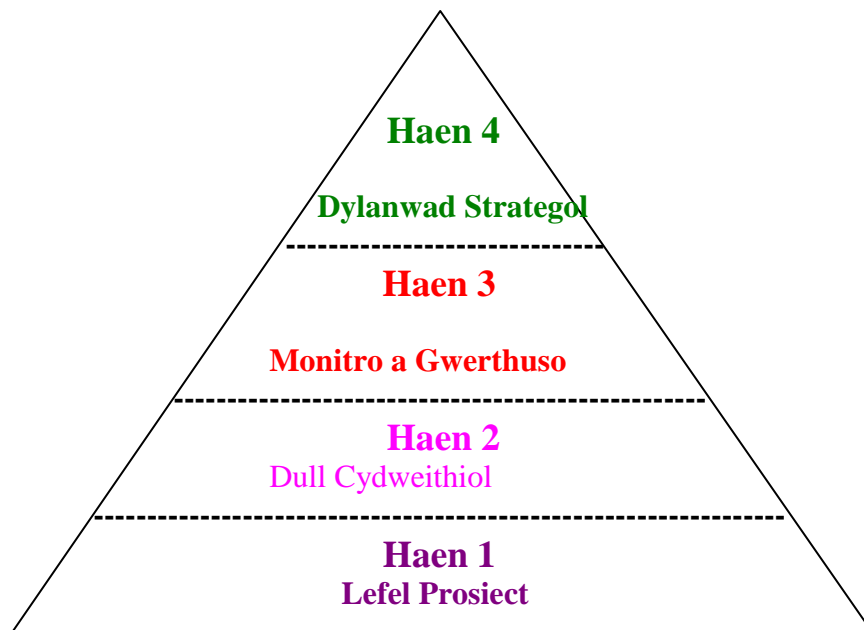 Haen 4
Dylanwad Strategol
Haen 3
Monitro a Gwerthuso
Haen 2
Dull Cydweithiol
Haen 1
Lefel Prosiect